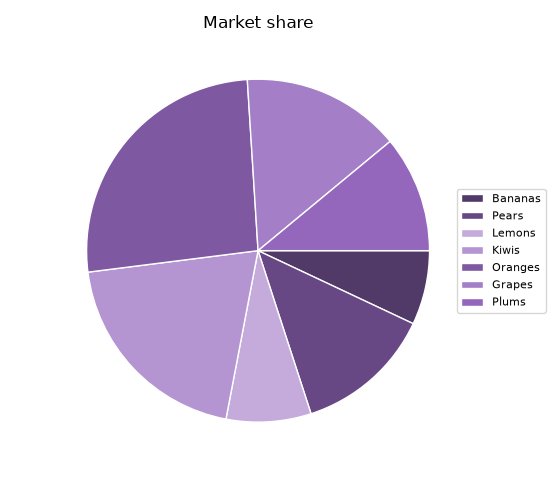 Market share
Bananas
Pears
Lemons
Kiwis
Oranges
Grapes
Plums